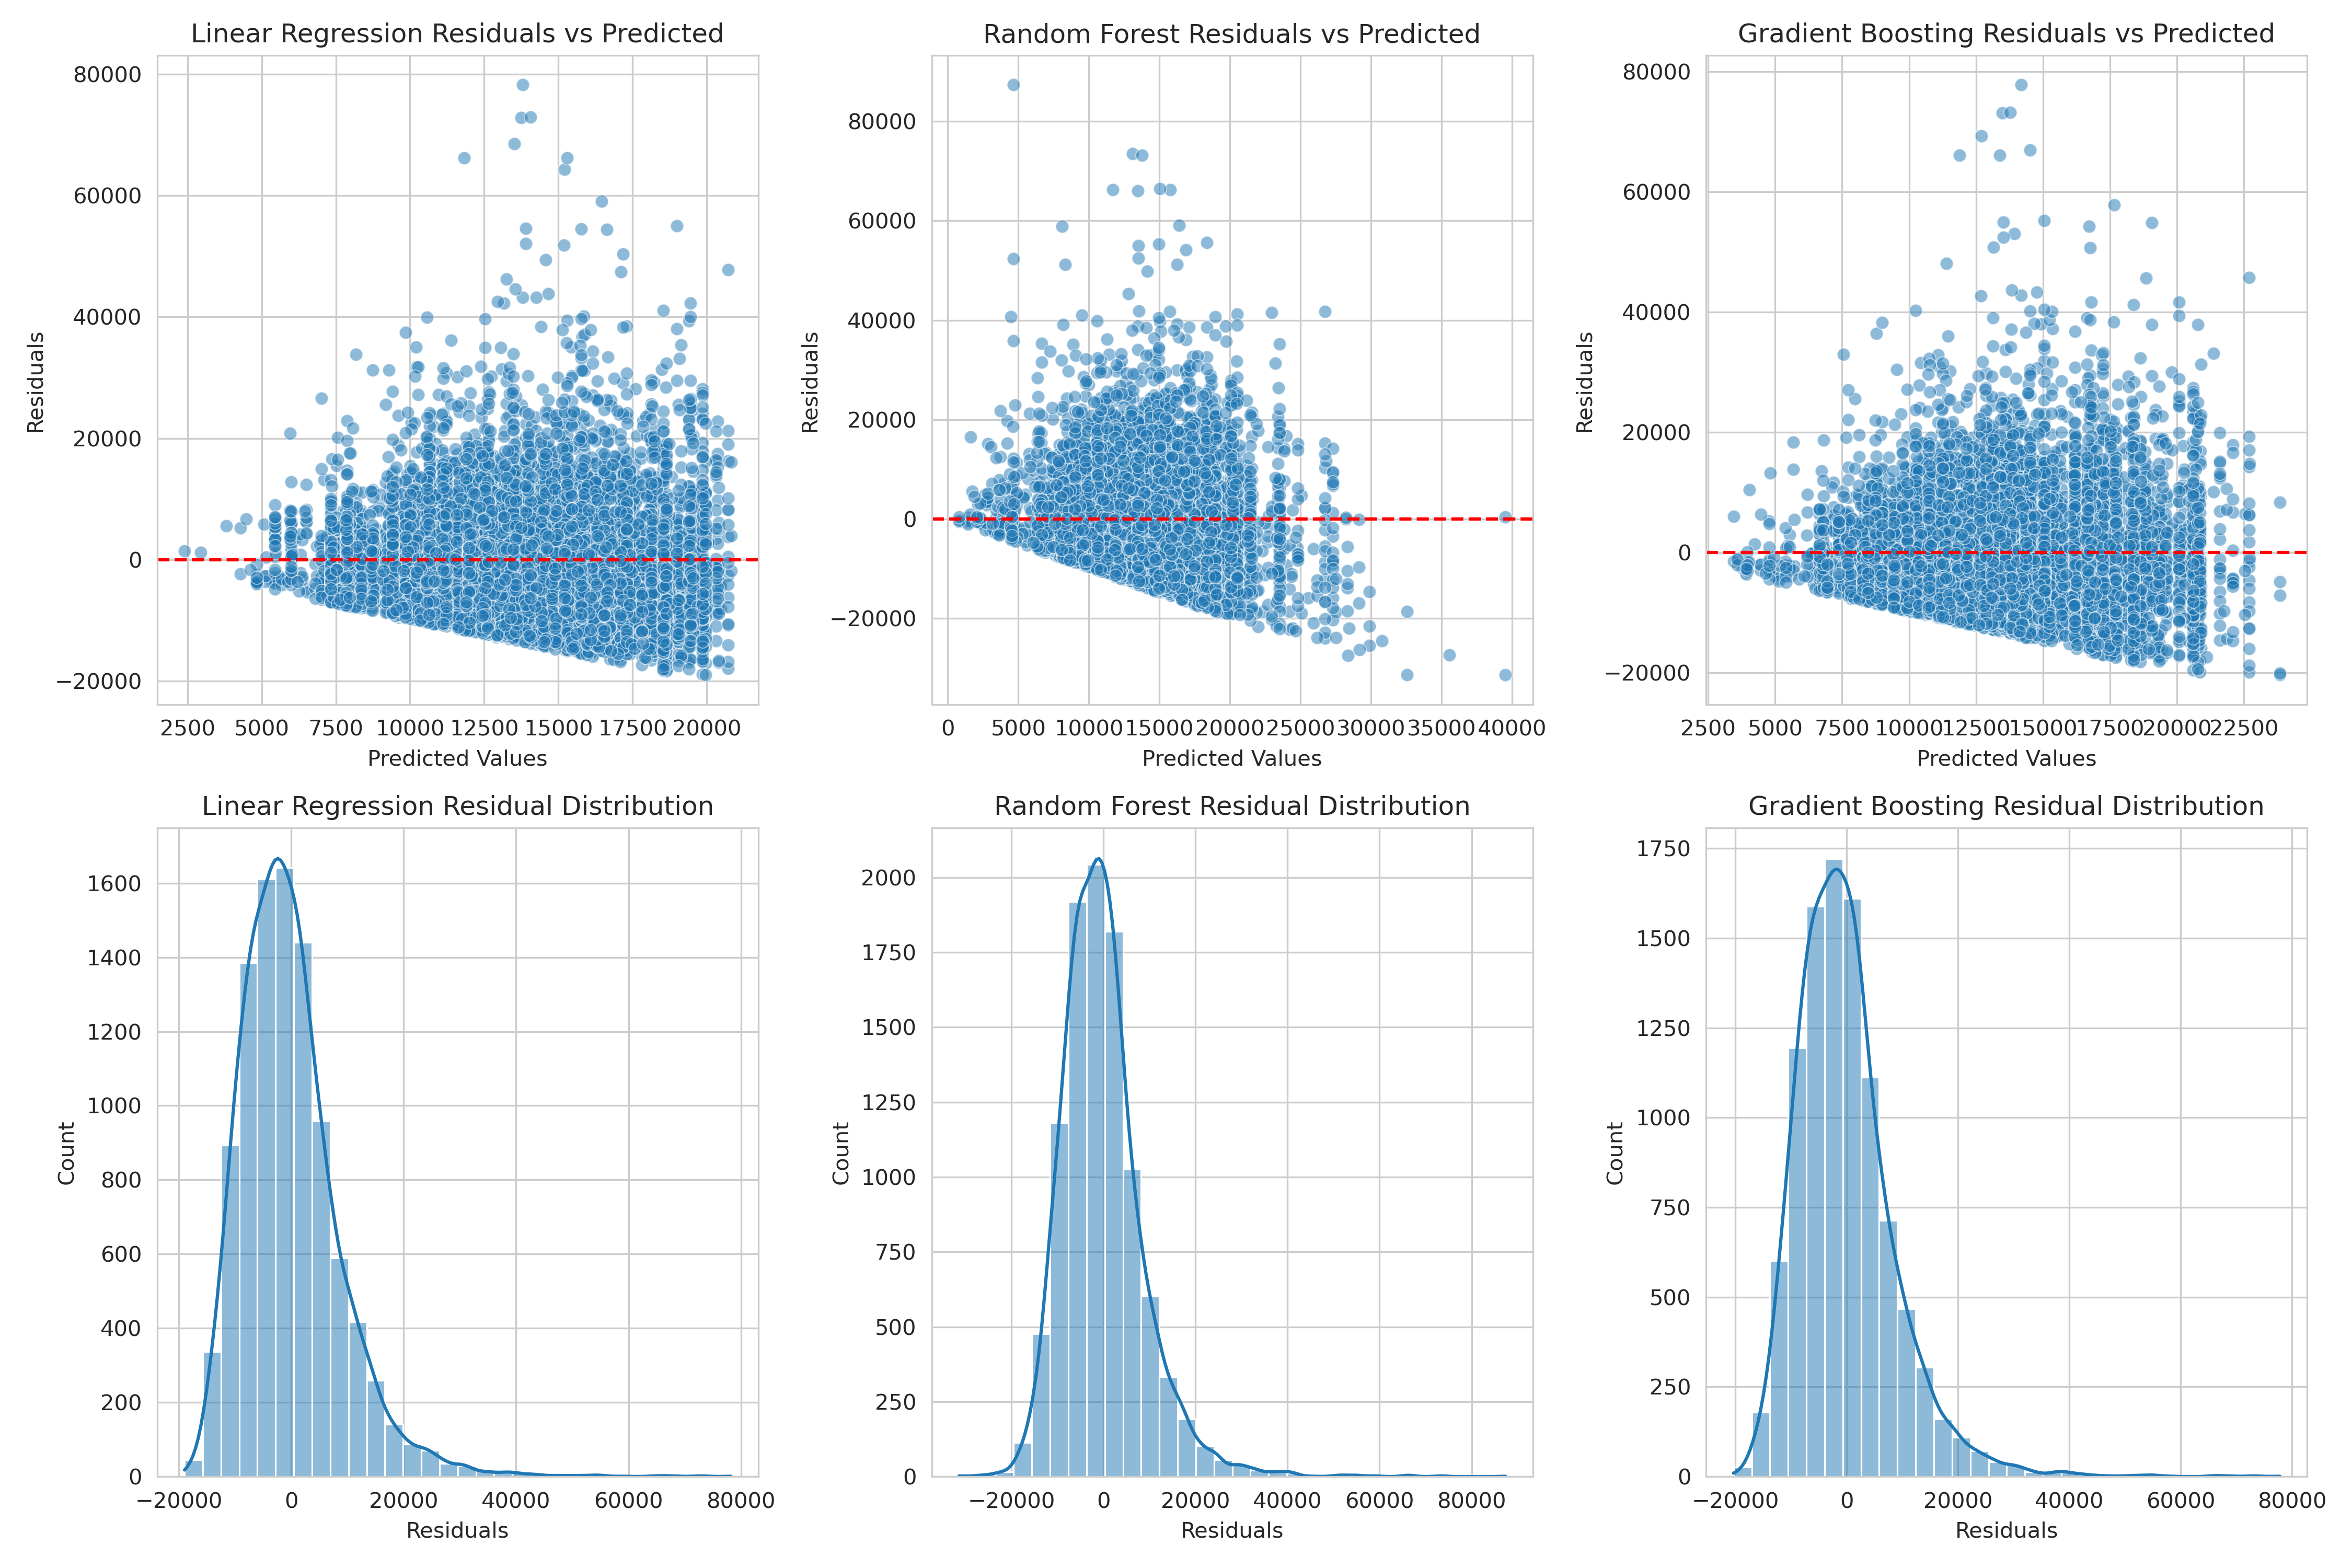 Linear Regression Residuals vs Predicted
80000
60000
40000
20000
0
−20000
Residuals
2500 5000 7500 10000 12500 15000 17500 20000
Predicted Values
Random Forest Residuals vs Predicted
80000
60000
40000
20000
0
−20000
Residuals
0 5000 10000 15000 20000 25000 30000 35000 40000
Predicted Values
Gradient Boosting Residuals vs Predicted
80000
60000
40000
20000
0
−20000
Residuals
2500 5000 7500 10000 12500 15000 17500 20000 22500
Predicted Values
Linear Regression Residual Distribution
1600
1400
1200
1000
800
600
400
200
0
Count
−20000 0 20000 40000 60000 80000
Residuals
Random Forest Residual Distribution
2000
1750
1500
1250
1000
750
500
250
0
Count
−20000 0 20000 40000 60000 80000
Residuals
Gradient Boosting Residual Distribution
1750
1500
1250
1000
750
500
250
0
Count
−20000 0 20000 40000 60000 80000
Residuals